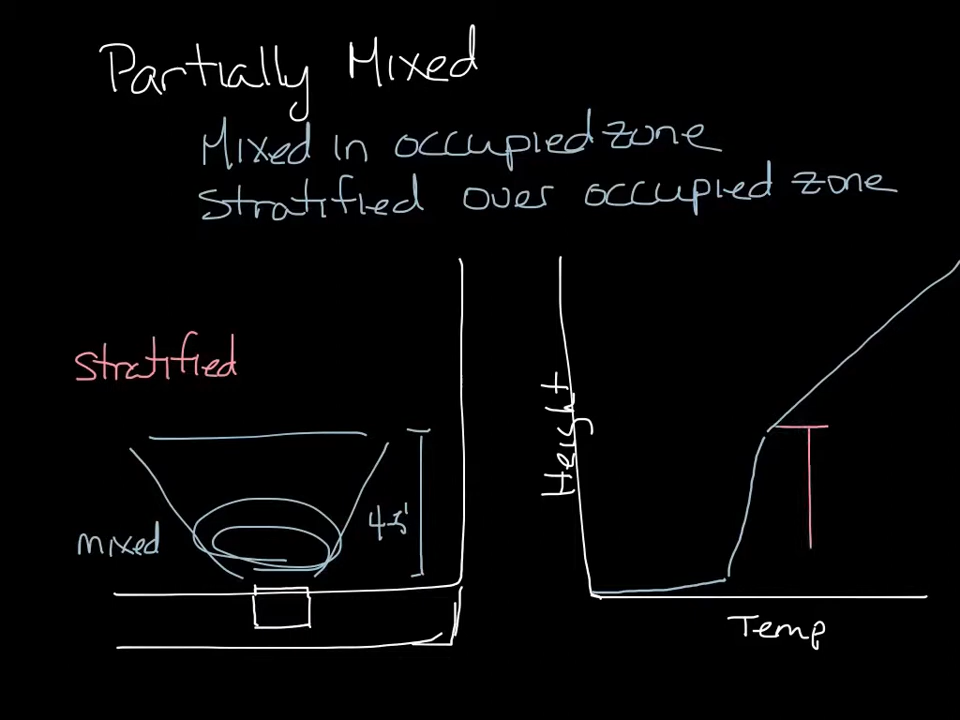 Partially Mixed
Mixed in occupied zone
Stratified over occupied zone
Stratified
Height
4-5'
mixed
Temp